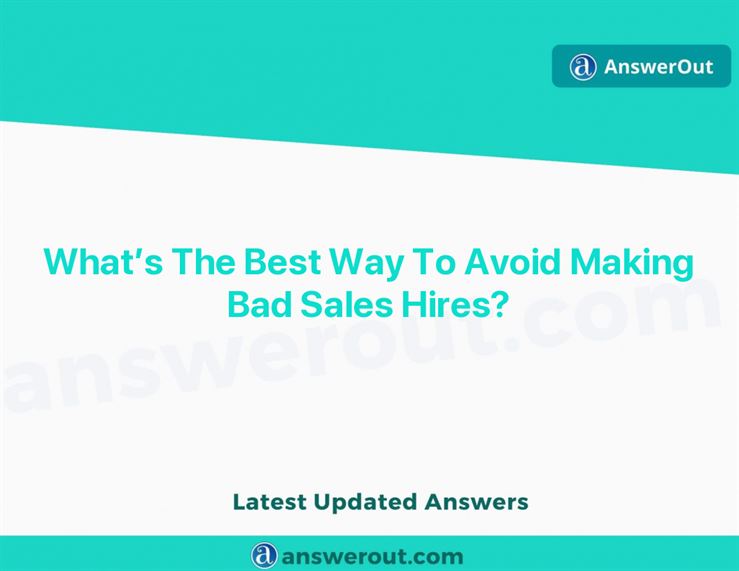 AnswerOut
What's The Best Way To Avoid Making
Bad Sales Hires?
answerout.com
Latest Updated Answers
answerout.com